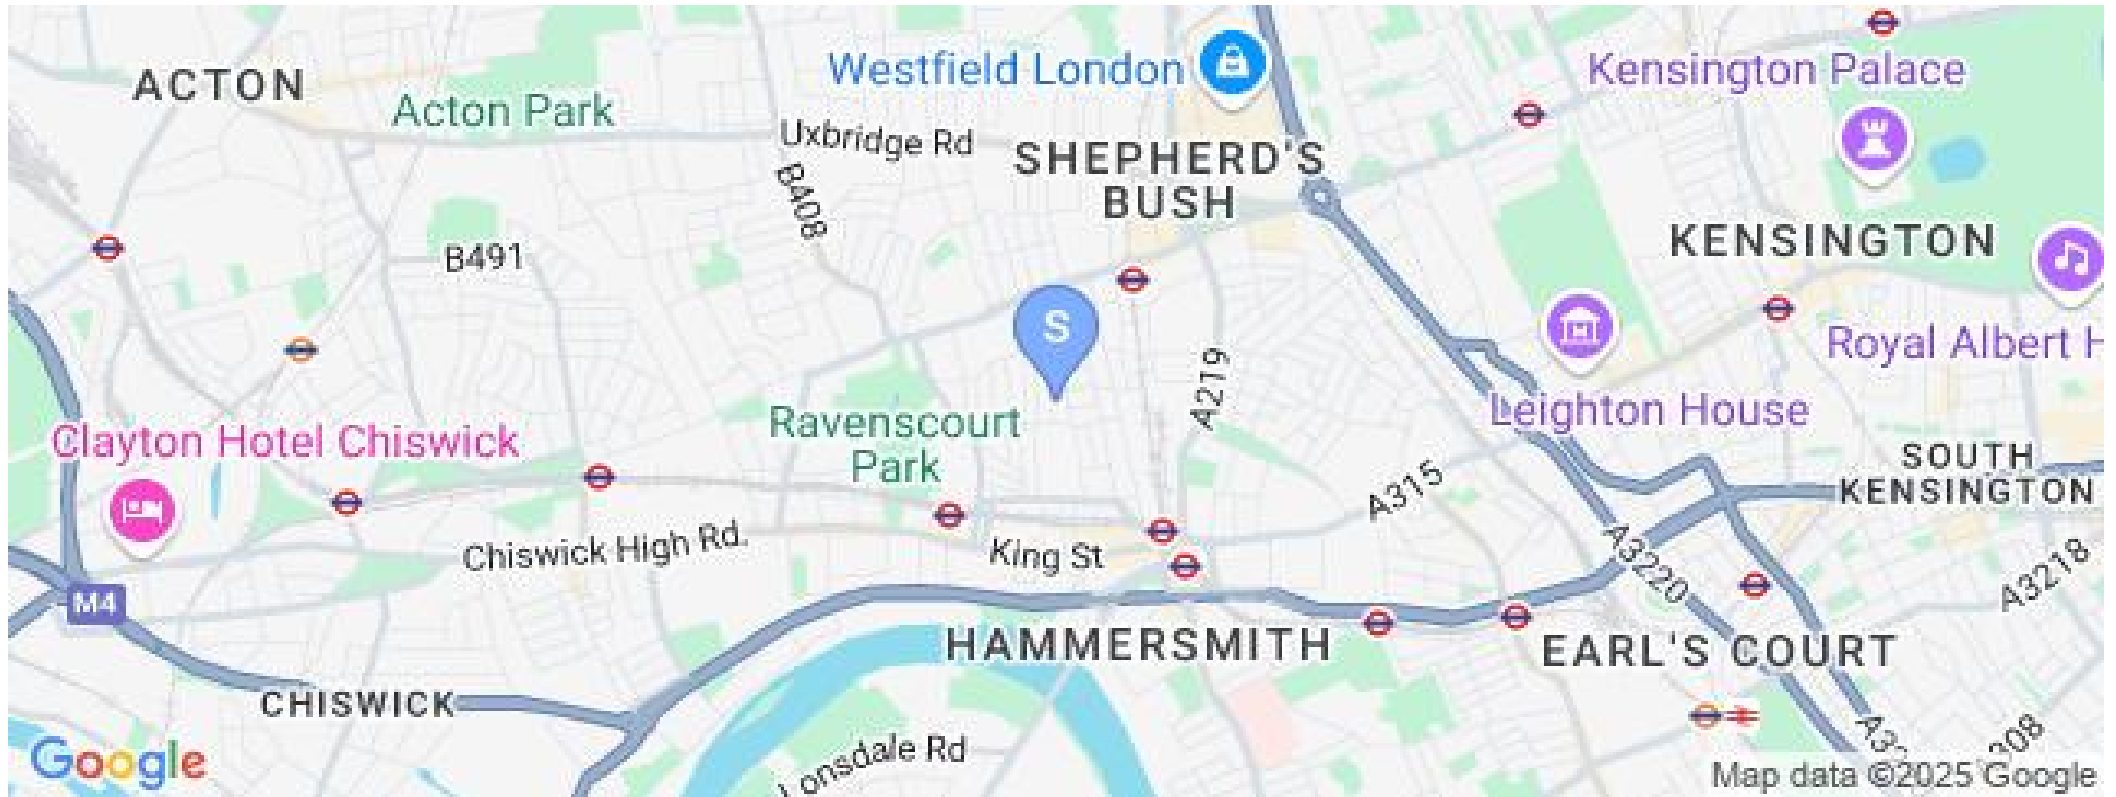 ACTON
Acton Park
Westfield London
Kensington Palace
Uxbridge Rd
SHEPHERD'S
BUSH
B408
B491
KENSINGTON
S
Royal Albert H
A219
Leighton House
Ravenscourt
Park
Clayton Hotel Chiswick
SOUTH
KENSINGTON
A315
Chiswick High Rd.
King St
A3220
A3218
M4
HAMMERSMITH
EARL'S COURT
CHISWICK
Lonsdale Rd
A32
308
Google
Map data ©2025 Google